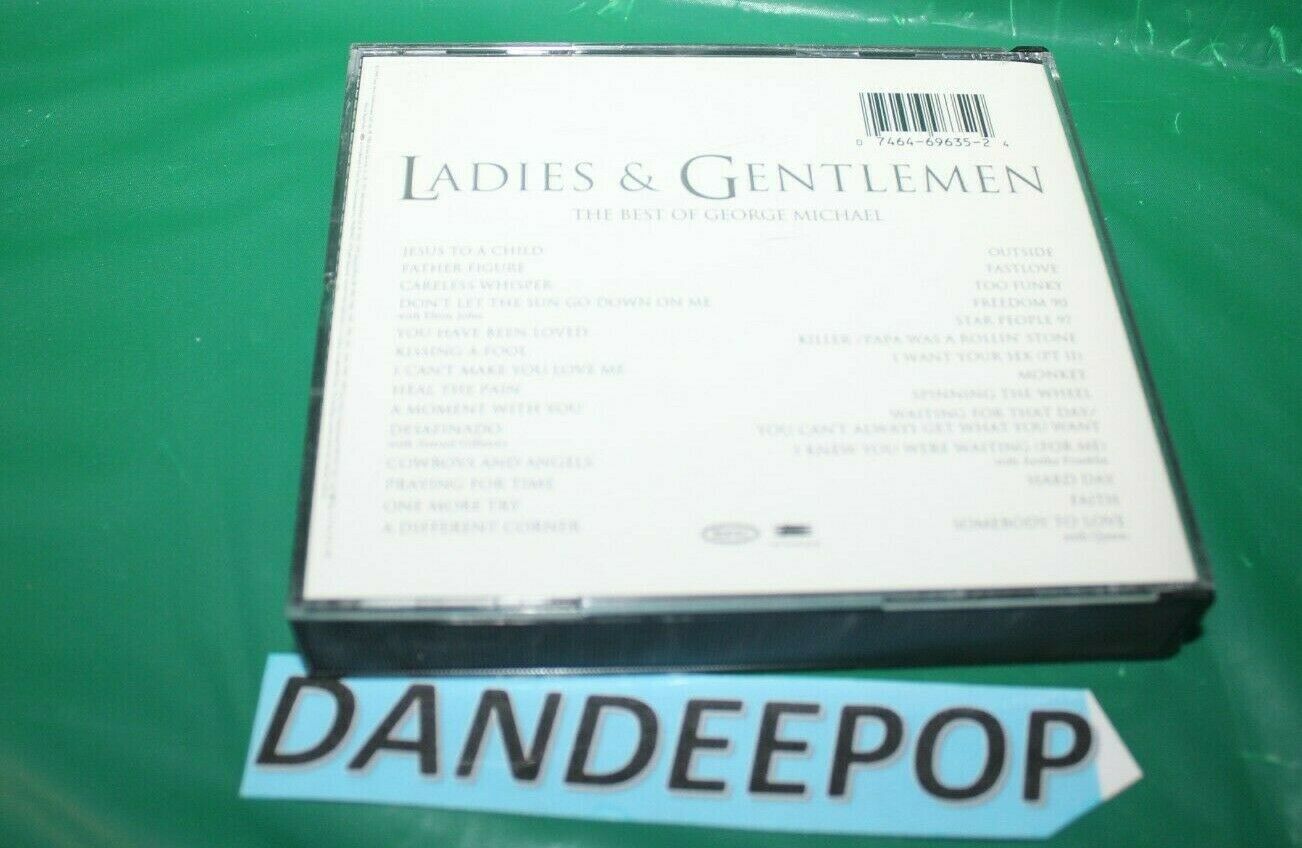 0 7464-69635-2 4
LADIES & GENTLEMEN
THE BEST OF GEORGE MICHAEL
JESUS TO A CHILD
FATHER FIGURE
CARELESS WHISPER
DON'T LET THE SUN GO DOWN ON ME
with Elton John
YOU HAVE BEEN LOVED
KISSING A FOOL
I CAN'T MAKE YOU LOVE ME
HEAL THE PAIN
A MOMENT WITH YOU
DESAFINADO
with Astrud Gilberto
COWBOYS AND ANGELS
PRAYING FOR TIME
ONE MORE TRY
A DIFFERENT CORNER
OUTSIDE
FASTLOVE
TOO FUNKY
FREEDOM 90
STAR PEOPLE 97
KILLER / PAPA WAS A ROLLIN' STONE
I WANT YOUR SEX (PT II)
MONKEY
SPINNING THE WHEEL
WAITING FOR THAT DAY/
YOU CAN'T ALWAYS GET WHAT YOU WANT
I KNEW YOU WERE WAITING (FOR ME)
with Aretha Franklin
HARD DAY
FAITH
SOMEBODY TO LOVE
with Queen
DANDEEPOP